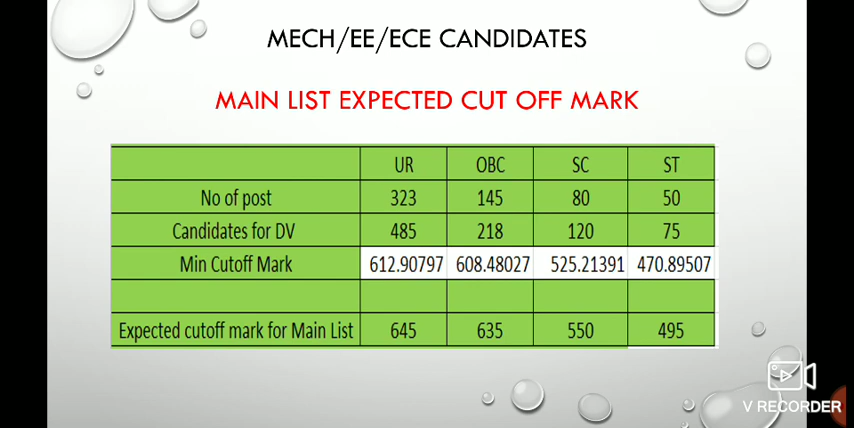 MECH/EE/ECE CANDIDATES
MAIN LIST EXPECTED CUT OFF MARK
UR OBC SC ST
No of post 323 145 80 50
Candidates for DV 485 218 120 75
Min Cutoff Mark 612.90797 608.48027 525.21391 470.89507
Expected cutoff mark for Main List 645 635 550 495
V RECORDER